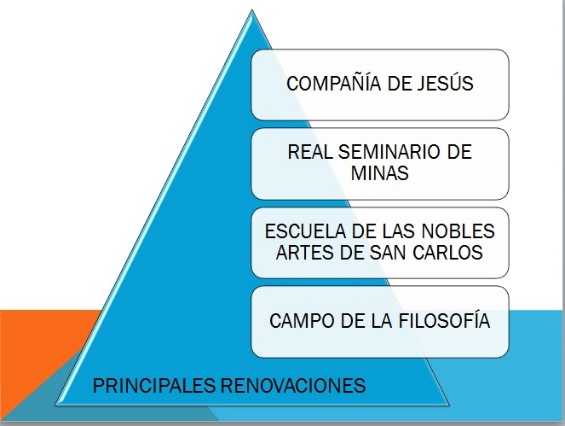 COMPAÑÍA DE JESÚS
REAL SEMINARIO DE
MINAS
ESCUELA DE LAS NOBLES
ARTES DE SAN CARLOS
CAMPO DE LA FILOSOFÍA
PRINCIPALES RENOVACIONES